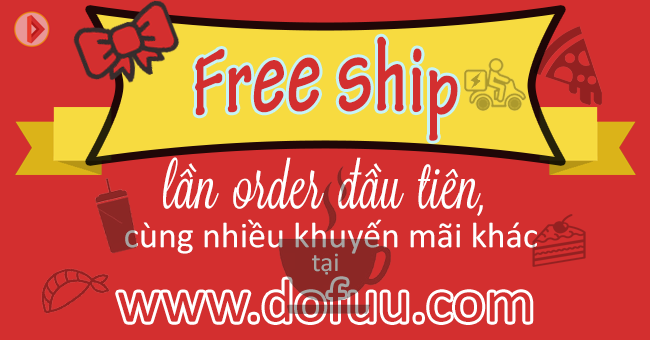 Free ship
lần order đầu tiên,
cùng nhiều khuyến mãi khác
tại
www.dofuu.com